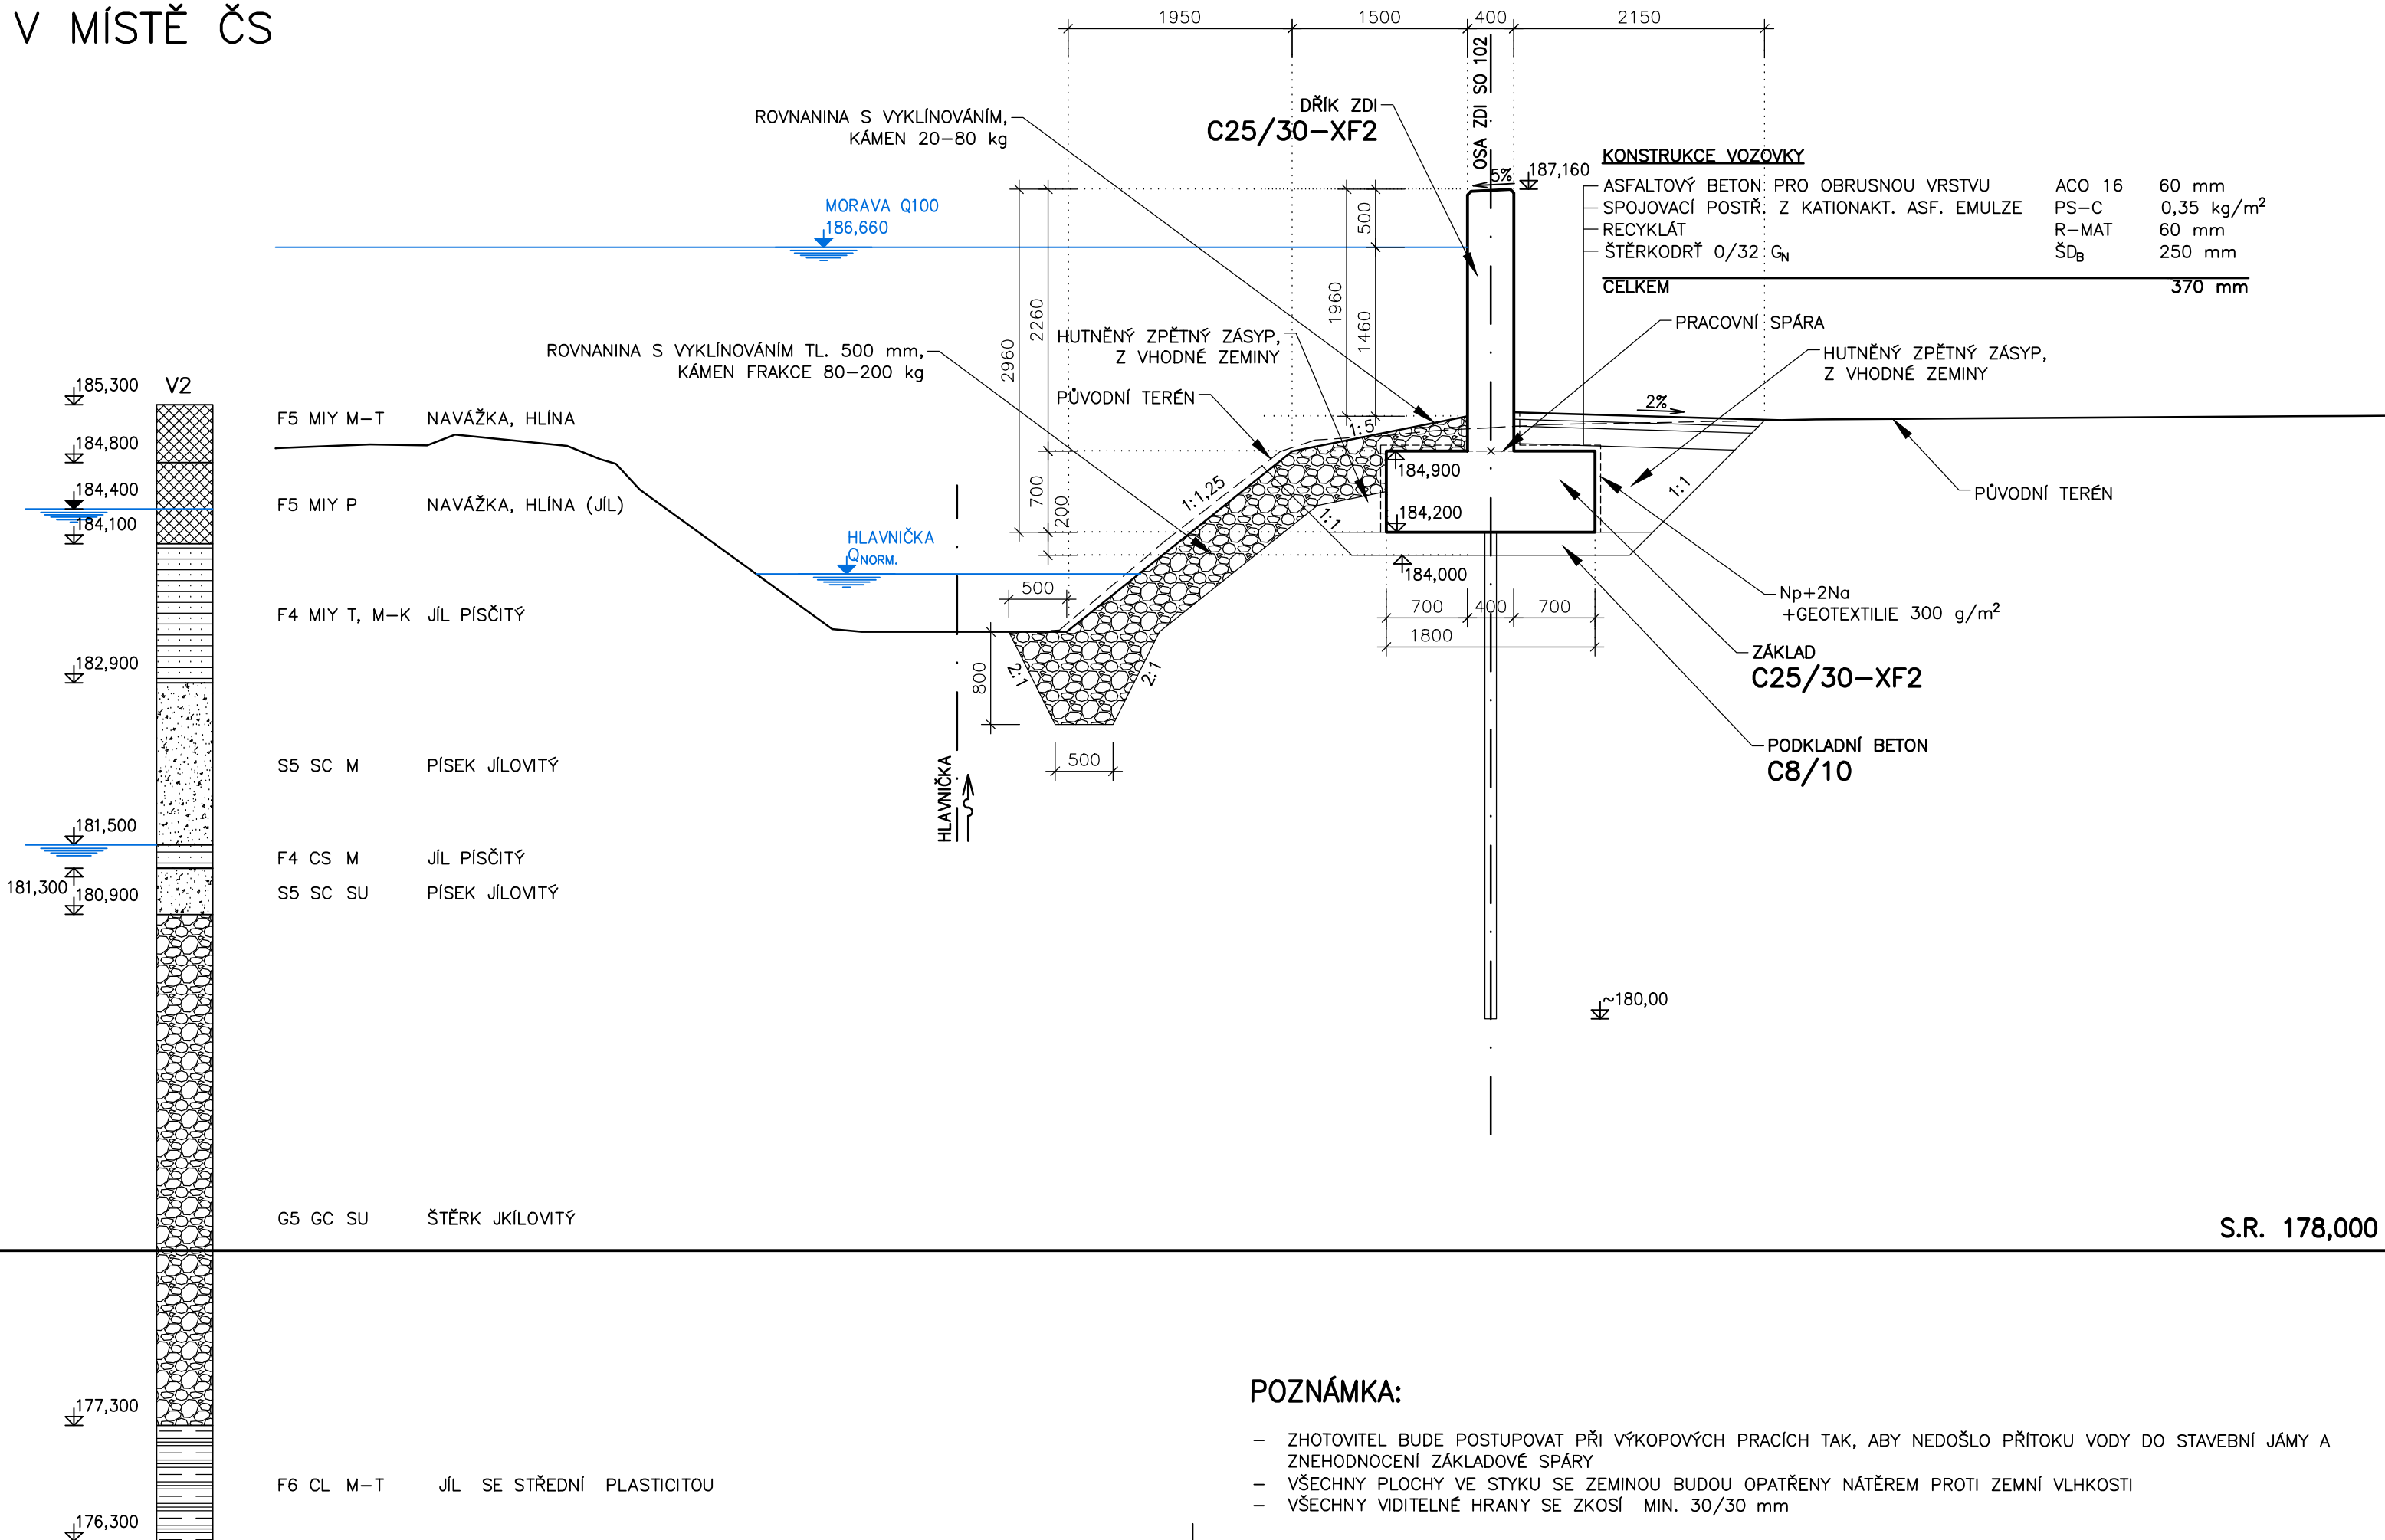 V MÍSTĚ ČS
1950
1500
400
2150
OSA ZDI SO 102
ROVNANINA S VYKLÍNOVÁNÍM,
KÁMEN 20-80 kg
DŘÍK ZDI
C25/30-XF2
5%
187,160
KONSTRUKCE VOZOVKY
ASFALTOVÝ BETON PRO OBRUSNOU VRSTVU ACO 16 60 mm
SPOJOVACÍ POSTŘ. Z KATIONAKT. ASF. EMULZE PS-C 0,35 kg/m²
RECYKLÁT R-MAT 60 mm
ŠTĚRKODRŤ 0/32 GN ŠDB 250 mm
CELKEM 370 mm
MORAVA Q100
186,660
500
1960
1460
2260
2960
700
200
HUTNĚNÝ ZPĚTNÝ ZÁSYP,
Z VHODNÉ ZEMINY
PRACOVNÍ SPÁRA
HUTNĚNÝ ZPĚTNÝ ZÁSYP,
Z VHODNÉ ZEMINY
ROVNANINA S VYKLÍNOVÁNÍM TL. 500 mm,
KÁMEN FRAKCE 80-200 kg
PŮVODNÍ TERÉN
2%
1:5
1:1,25
1:1
1:1
184,900
184,200
184,000
PŮVODNÍ TERÉN
HLAVNIČKA
QNORM.
500
800
2:1
2:1
500
700
400
700
1800
Np+2Na
+GEOTEXTILIE 300 g/m²
ZÁKLAD
C25/30-XF2
PODKLADNÍ BETON
C8/10
HLAVNIČKA
~180,00
185,300
V2
F5 MIY M-T NAVÁŽKA, HLÍNA
184,800
184,400
F5 MIY P NAVÁŽKA, HLÍNA (JÍL)
184,100
F4 MIY T, M-K JÍL PÍSČITÝ
182,900
S5 SC M PÍSEK JÍLOVITÝ
181,500
F4 CS M JÍL PÍSČITÝ
181,300
S5 SC SU PÍSEK JÍLOVITÝ
180,900
G5 GC SU ŠTĚRK JKÍLOVITÝ
S.R. 178,000
177,300
F6 CL M-T JÍL SE STŘEDNÍ PLASTICITOU
176,300
POZNÁMKA:
- ZHOTOVITEL BUDE POSTUPOVAT PŘI VÝKOPOVÝCH PRACÍCH TAK, ABY NEDOŠLO PŘÍTOKU VODY DO STAVEBNÍ JÁMY A
ZNEHODNOCENÍ ZÁKLADOVÉ SPÁRY
- VŠECHNY PLOCHY VE STYKU SE ZEMINOU BUDOU OPATŘENY NÁTĚREM PROTI ZEMNÍ VLHKOSTI
- VŠECHNY VIDITELNÉ HRANY SE ZKOSÍ MIN. 30/30 mm